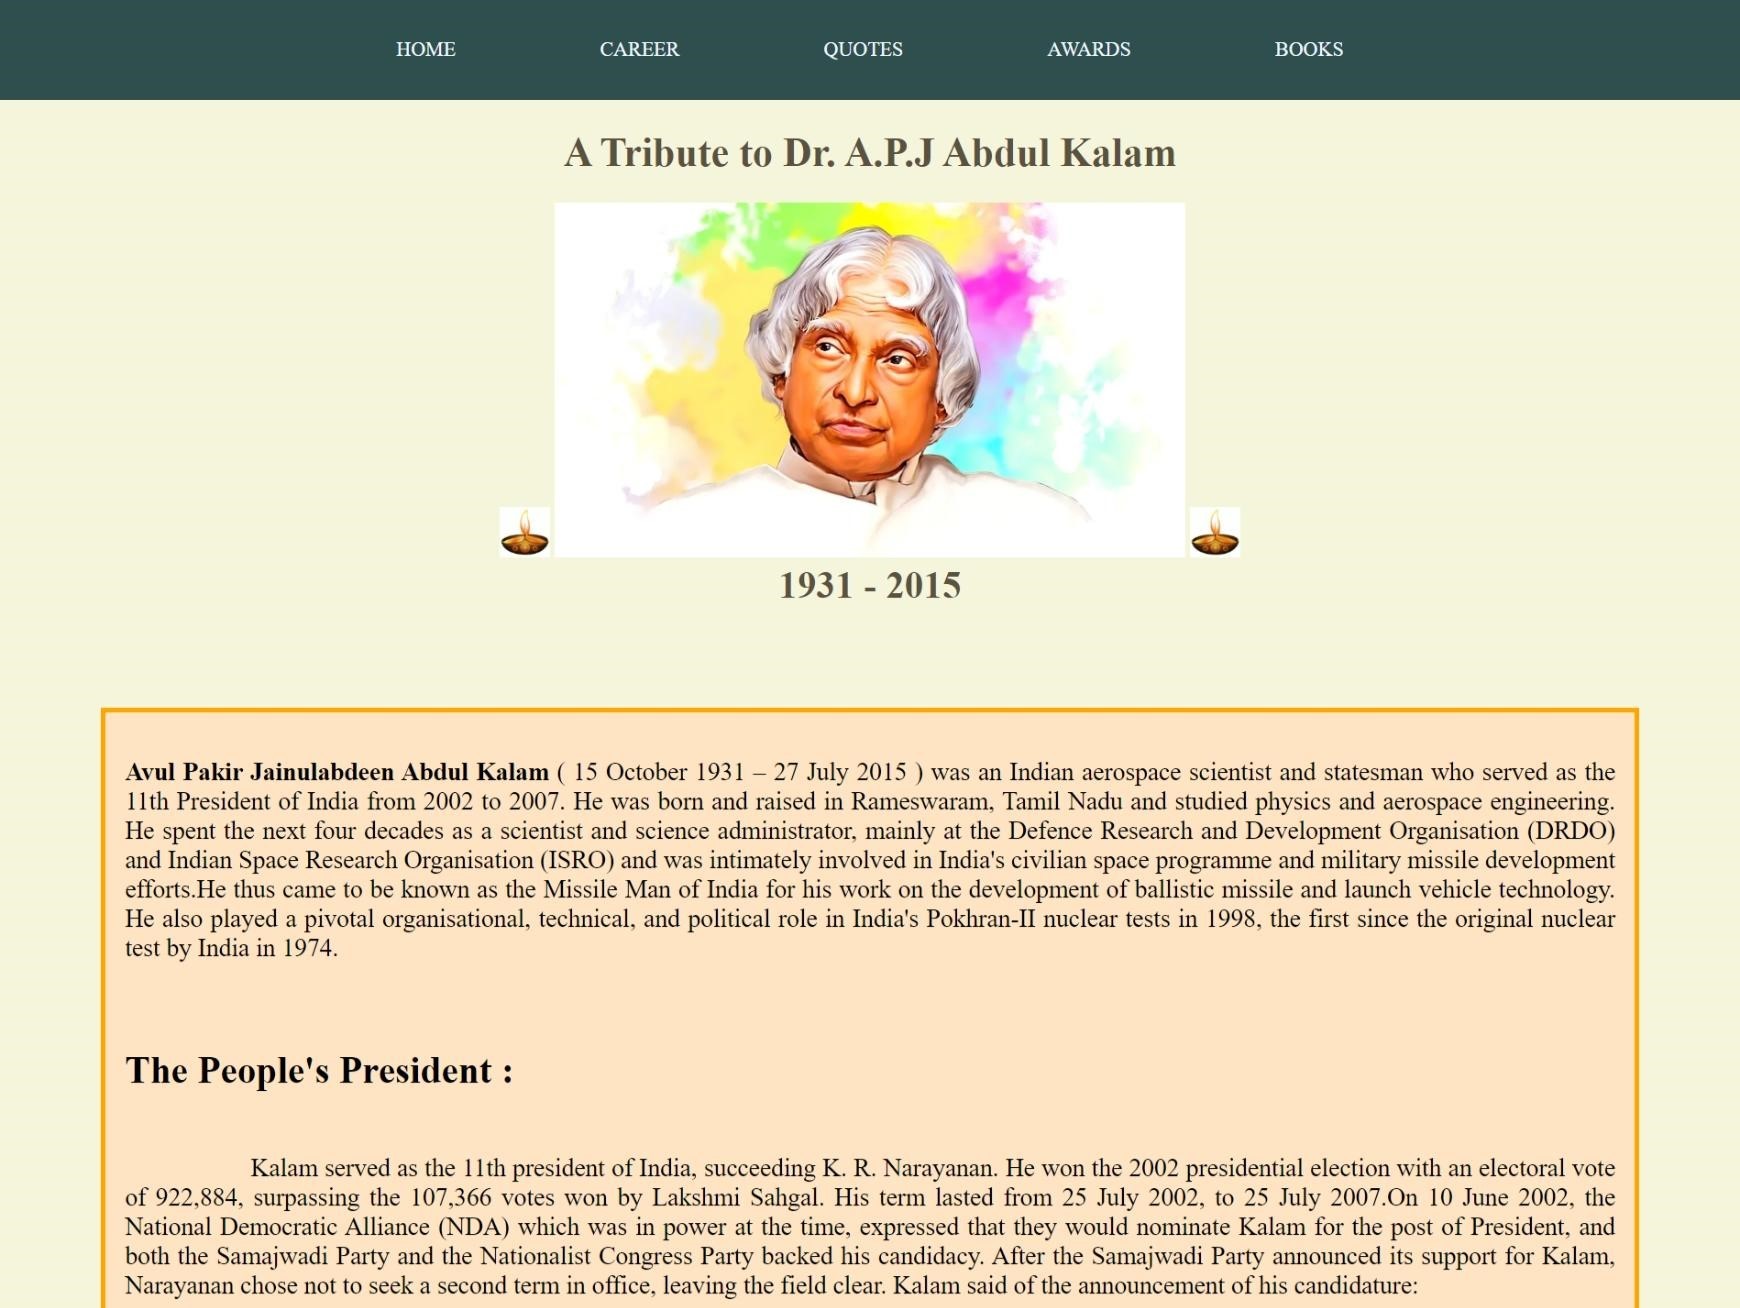 HOME CAREER QUOTES AWARDS BOOKS
A Tribute to Dr. A.P.J Abdul Kalam
1931 - 2015
Avul Pakir Jainulabdeen Abdul Kalam ( 15 October 1931 – 27 July 2015 ) was an Indian aerospace scientist and statesman who served as the
11th President of India from 2002 to 2007. He was born and raised in Rameswaram, Tamil Nadu and studied physics and aerospace engineering.
He spent the next four decades as a scientist and science administrator, mainly at the Defence Research and Development Organisation (DRDO)
and Indian Space Research Organisation (ISRO) and was intimately involved in India's civilian space programme and military missile development
efforts.He thus came to be known as the Missile Man of India for his work on the development of ballistic missile and launch vehicle technology.
He also played a pivotal organisational, technical, and political role in India's Pokhran-II nuclear tests in 1998, the first since the original nuclear
test by India in 1974.
The People's President :
Kalam served as the 11th president of India, succeeding K. R. Narayanan. He won the 2002 presidential election with an electoral vote
of 922,884, surpassing the 107,366 votes won by Lakshmi Sahgal. His term lasted from 25 July 2002, to 25 July 2007.On 10 June 2002, the
National Democratic Alliance (NDA) which was in power at the time, expressed that they would nominate Kalam for the post of President, and
both the Samajwadi Party and the Nationalist Congress Party backed his candidacy. After the Samajwadi Party announced its support for Kalam,
Narayanan chose not to seek a second term in office, leaving the field clear. Kalam said of the announcement of his candidature: